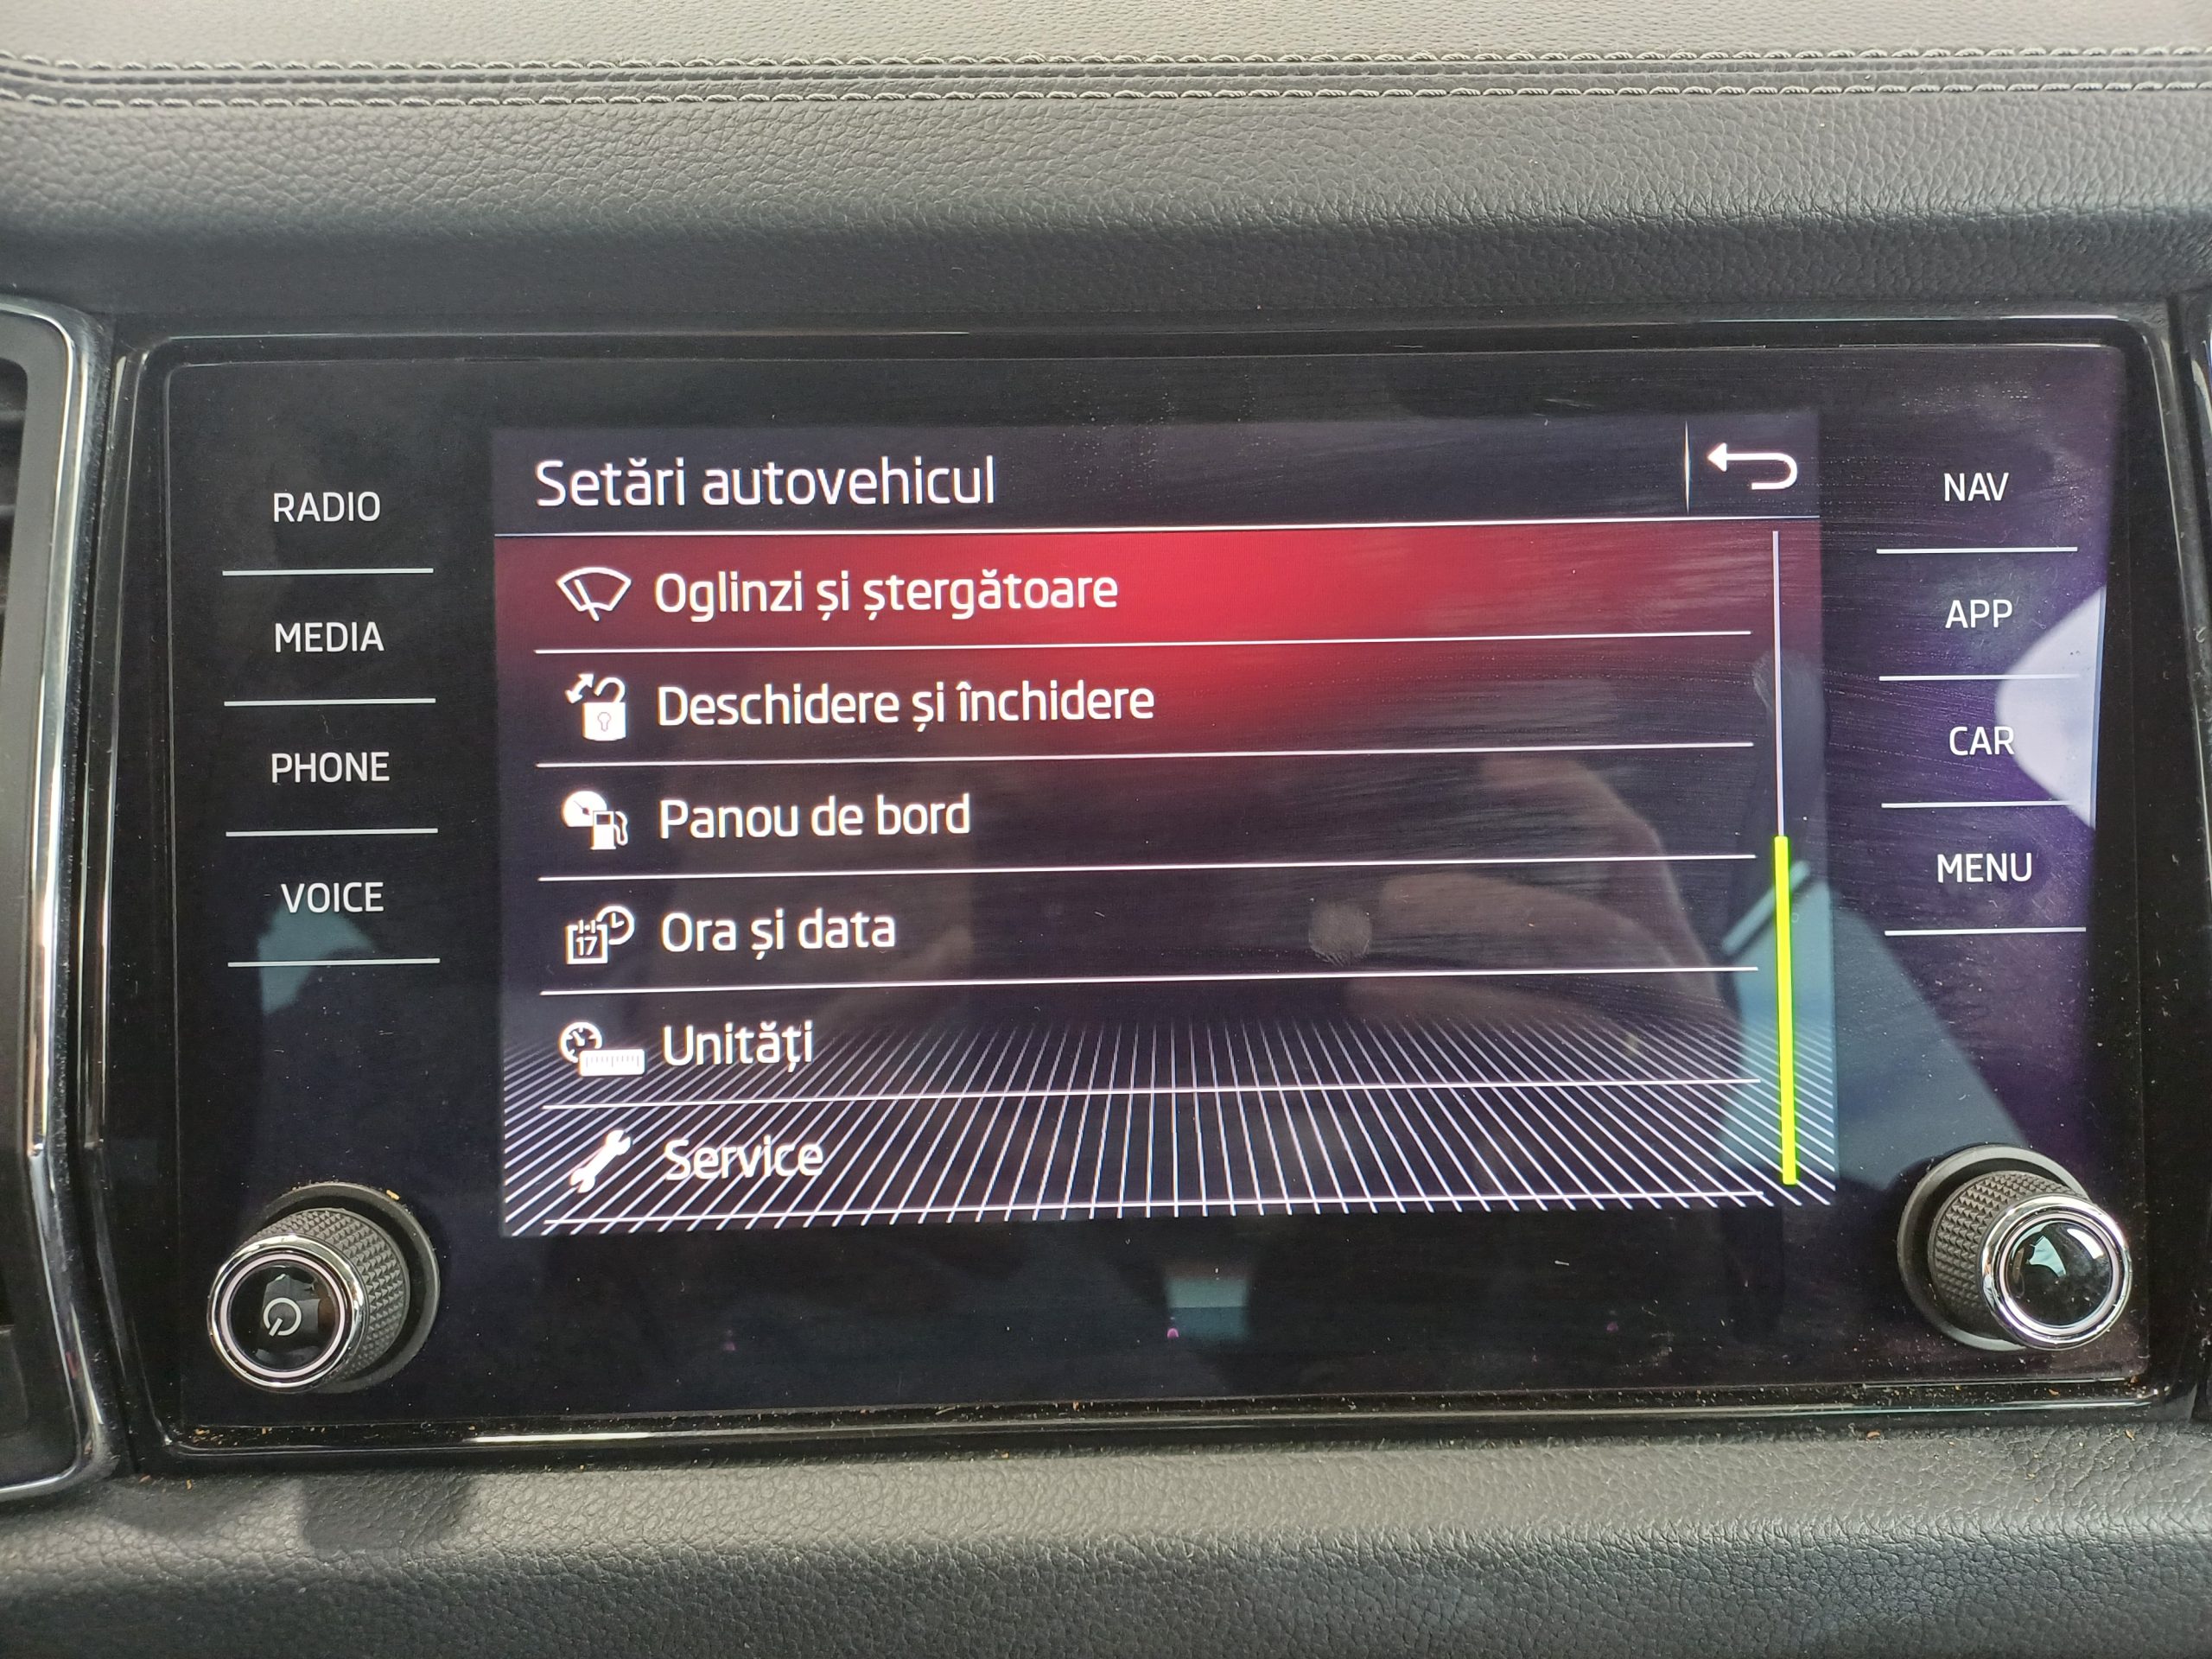 Setări autovehicul
RADIO
MEDIA
PHONE
VOICE
Oglinzi și ștergătoare
Deschidere și închidere
Panou de bord
17
Ora și data
Unități
Service
NAV
APP
CAR
MENU